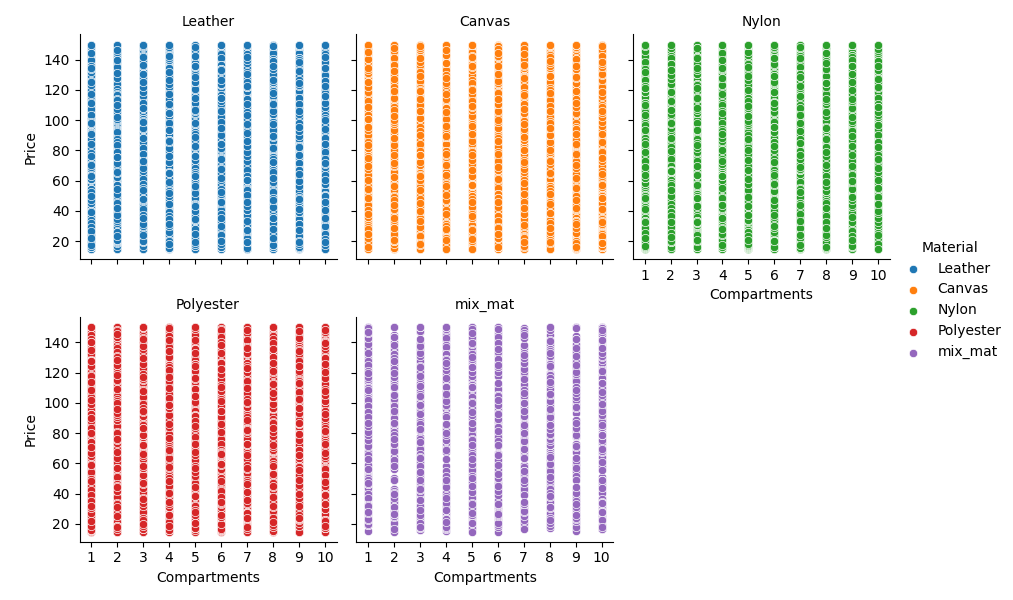 Leather
Canvas
Nylon
Price
140
120
100
80
60
40
20
1 2 3 4 5 6 7 8 9 10
Compartments
Material
Leather
Canvas
Nylon
Polyester
mix_mat
Polyester
mix_mat
Price
140
120
100
80
60
40
20
1 2 3 4 5 6 7 8 9 10
1 2 3 4 5 6 7 8 9 10
Compartments
Compartments